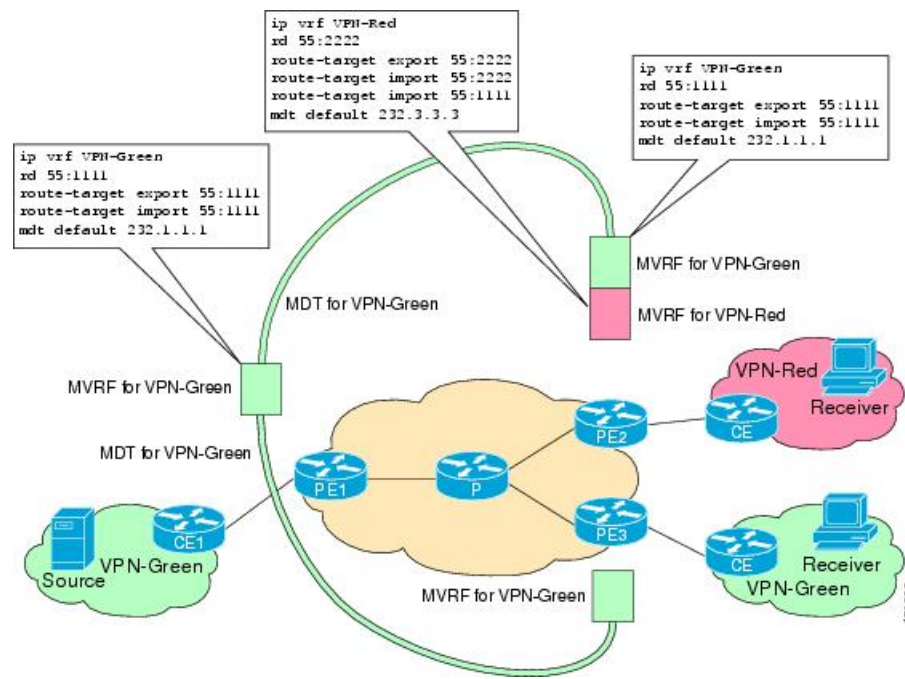 ip vrf VPN-Red
rd 55:2222
route-target export 55:2222
route-target import 55:2222
route-target import 55:1111
mdt default 232.3.3.3
ip vrf VPN-Green
rd 55:1111
route-target export 55:1111
route-target import 55:1111
mdt default 232.1.1.1
ip vrf VPN-Green
rd 55:1111
route-target export 55:1111
route-target import 55:1111
mdt default 232.1.1.1
MVRF for VPN-Green
MDT for VPN-Green
MVRF for VPN-Red
MVRF for VPN-Green
VPN-Red
Receiver
PE2
CE
MDT for VPN-Green
PE1
P
PE3
CE1
VPN-Green
Source
CE
Receiver
VPN-Green
MVRF for VPN-Green